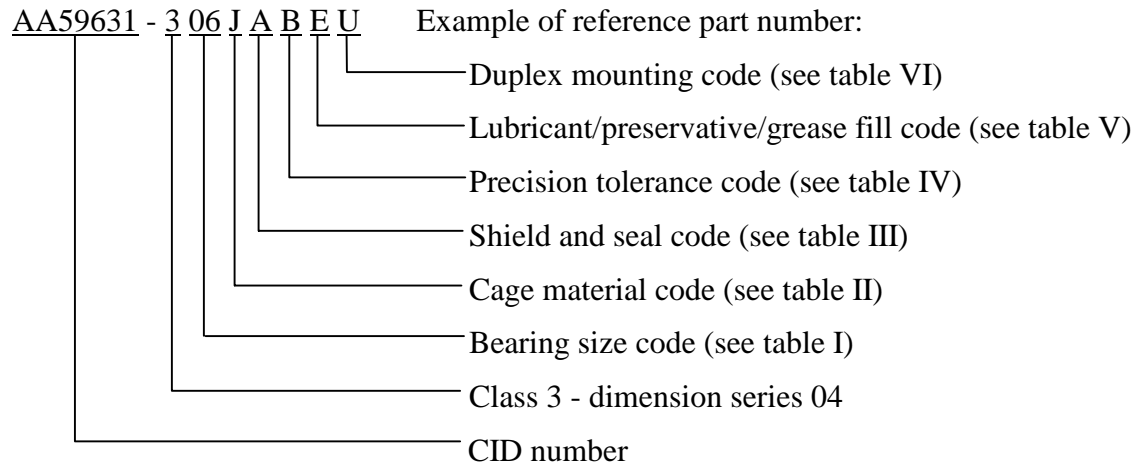 AA59631 - 3 06 J A B E U Example of reference part number:
Duplex mounting code (see table VI)
Lubricant/preservative/grease fill code (see table V)
Precision tolerance code (see table IV)
Shield and seal code (see table III)
Cage material code (see table II)
Bearing size code (see table I)
Class 3 - dimension series 04
CID number